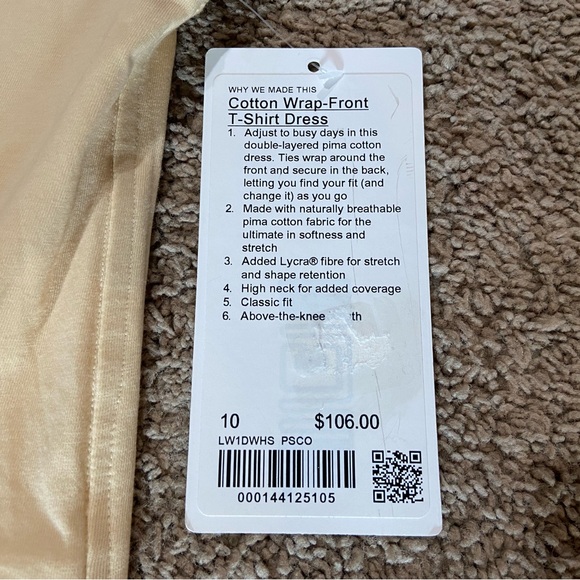 WHY WE MADE THIS
Cotton Wrap-Front
T-Shirt Dress
1. Adjust to busy days in this
double-layered pima cotton
dress. Ties wrap around the
front and secure in the back,
letting you find your fit (and
change it) as you go
2. Made with naturally breathable
pima cotton fabric for the
ultimate in softness and
stretch
3. Added Lycra® fibre for stretch
and shape retention
4. High neck for added coverage
5. Classic fit
6. Above-the-knee
10 $106.00
LW1DWHS PSCO
000144125105